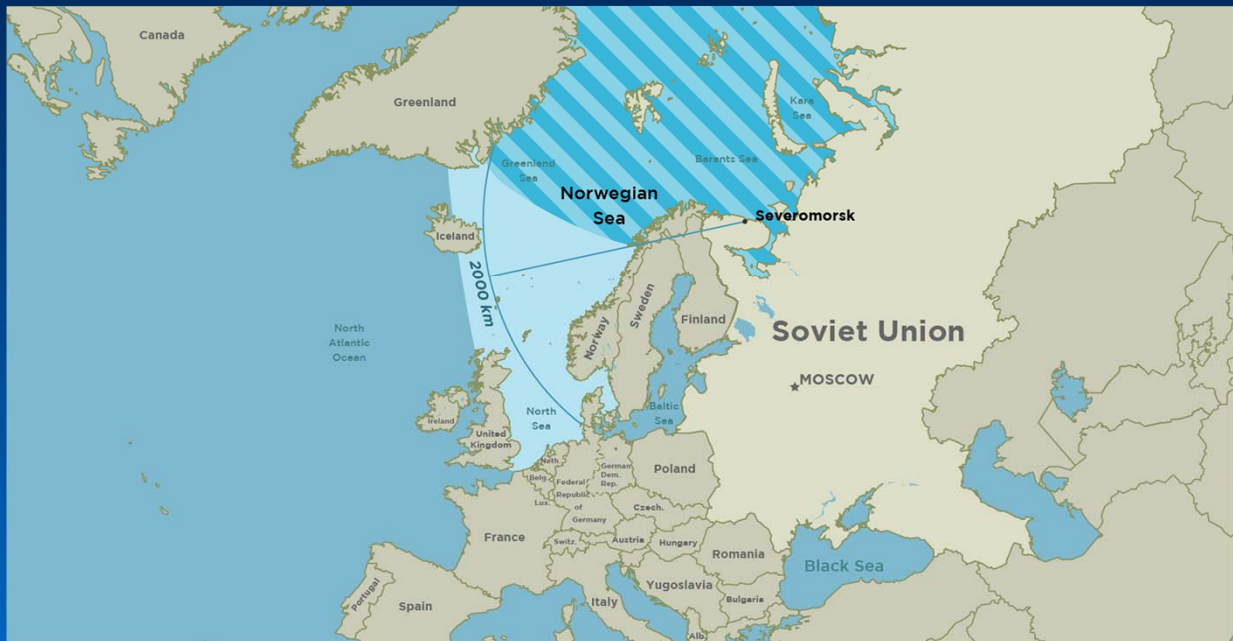 Canada
Greenland
Kara
Sea
Greenland
Sea
Barents Sea
Norwegian
Sea
Severomorsk
Iceland
2000 km
Sweden
Finland
Norway
Soviet Union
North
Atlantic
Ocean
MOSCOW
North
Sea
Baltic
Sea
Ireland
United
Kingdom
Neth.
Belg.
Lux.
Federal
Republic
of
Germany
German
Dem.
Rep.
Poland
Czech.
France
Switz.
Austria
Hungary
Romania
Black Sea
Yugoslavia
Bulgaria
Portugal
Spain
Italy
Alb.